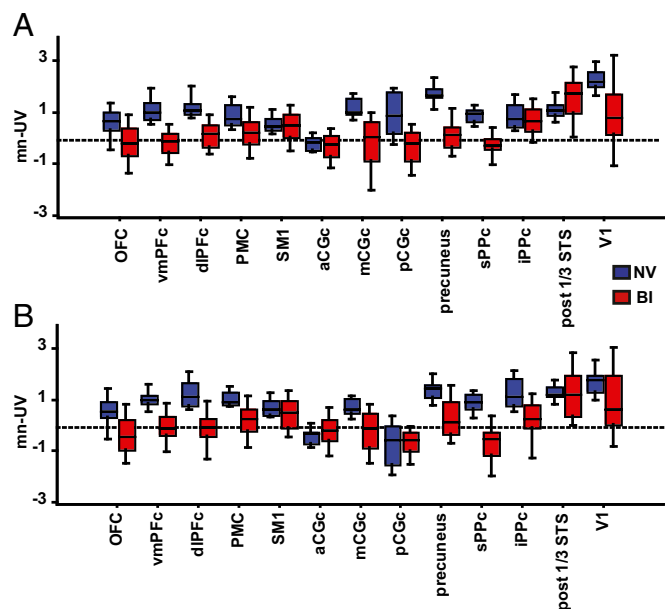 A
3
1
-1
-3
mn-UV
OFC
vmPFc
dlPFc
PMC
SM1
aCGc
mCGc
pCGc
precuneus
sPPc
iPPc
post 1/3 STS
V1
NV
BI
B
3
1
-1
-3
mn-UV
OFC
vmPFc
dlPFc
PMC
SM1
aCGc
mCGc
pCGc
precuneus
sPPc
iPPc
post 1/3 STS
V1